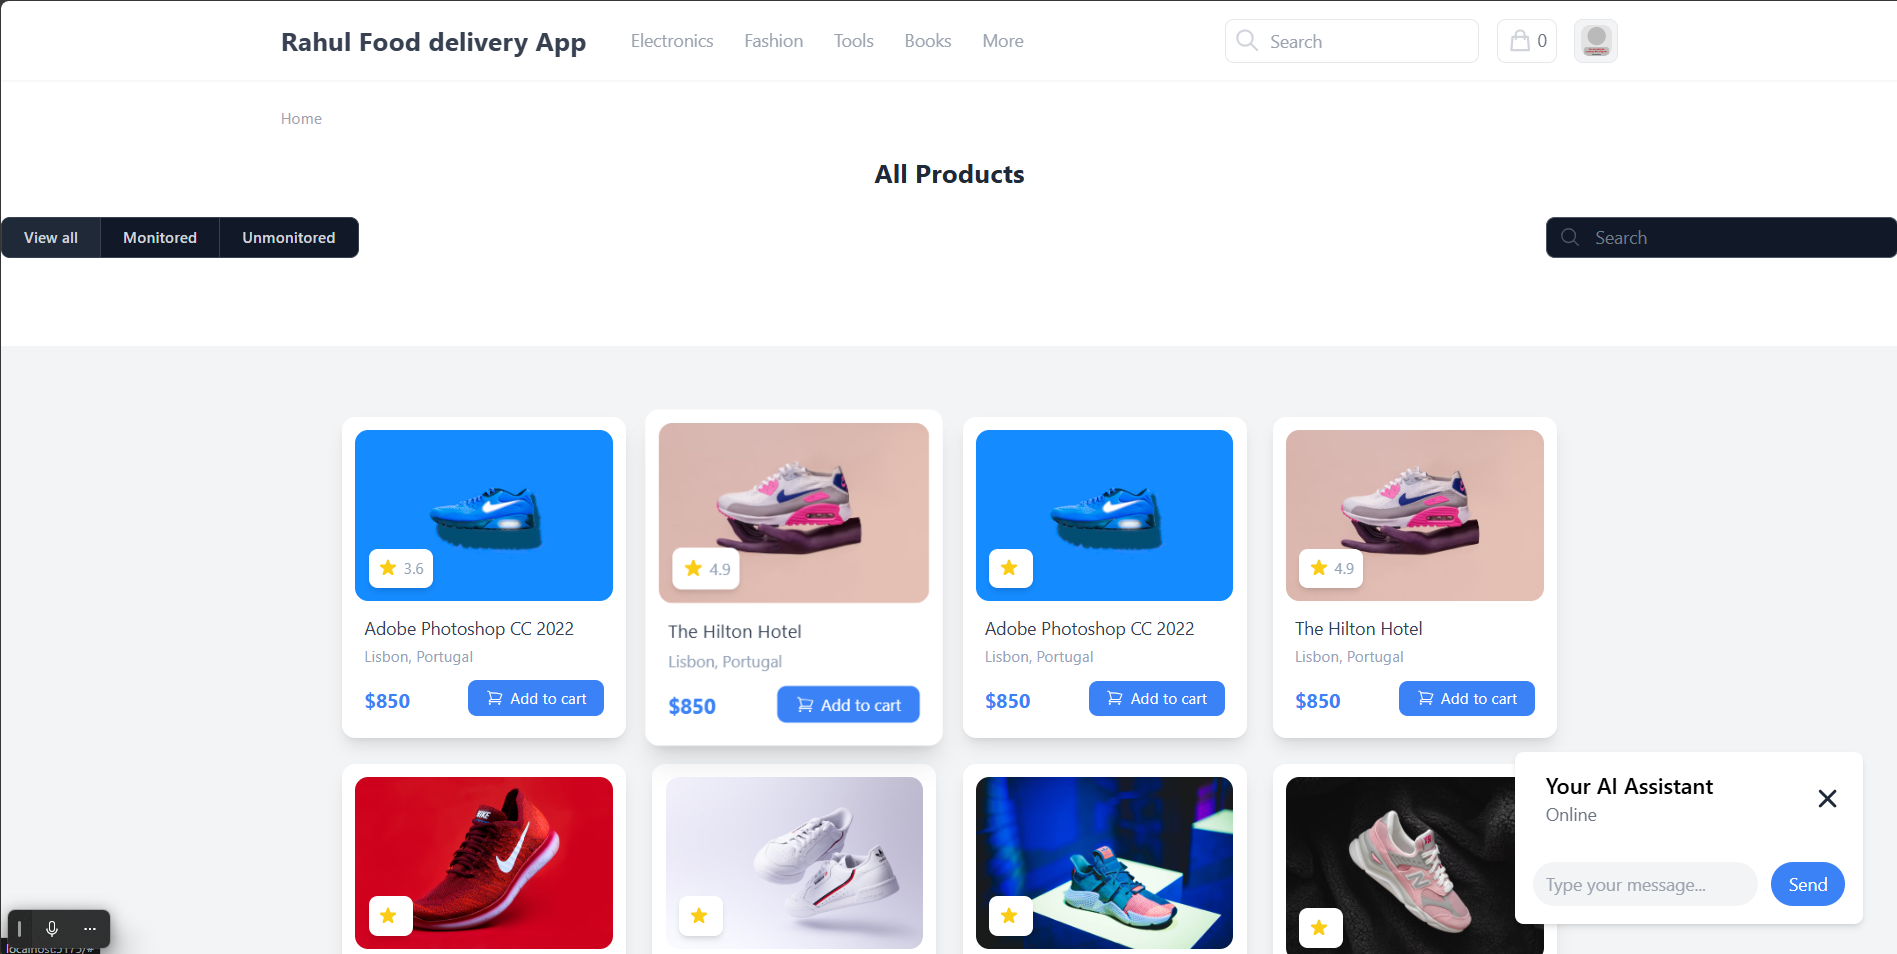 Rahul Food delivery App
Electronics Fashion Tools Books More
Search
0
Home
All Products
View all Monitored Unmonitored
Search
3.6
Adobe Photoshop CC 2022
Lisbon, Portugal
$850 Add to cart
4.9
The Hilton Hotel
Lisbon, Portugal
$850 Add to cart
Adobe Photoshop CC 2022
Lisbon, Portugal
$850 Add to cart
4.9
The Hilton Hotel
Lisbon, Portugal
$850 Add to cart
NIKE
Your AI Assistant
Online
Type your message...
Send
localhost:5173/#